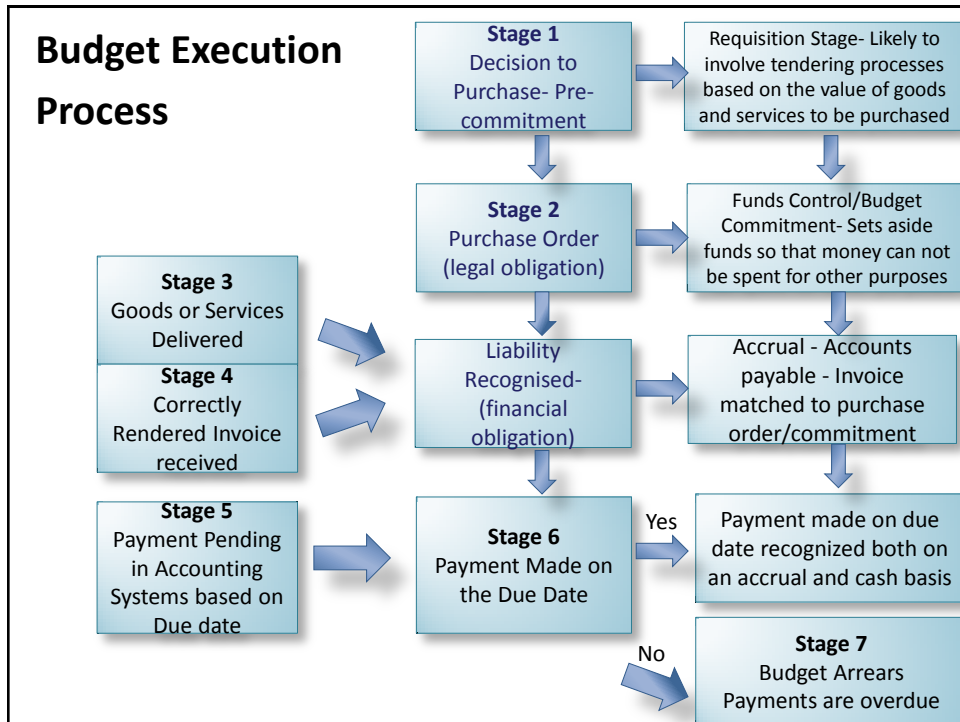 Budget Execution
Process
Stage 1
Decision to
Purchase- Pre-
commitment
Requisition Stage- Likely to
involve tendering processes
based on the value of goods
and services to be purchased
Stage 2
Purchase Order
(legal obligation)
Funds Control/Budget
Commitment- Sets aside
funds so that money can not
be spent for other purposes
Stage 3
Goods or Services
Delivered
Stage 4
Correctly
Rendered Invoice
received
Liability
Recognised-
(financial
obligation)
Accrual - Accounts
payable - Invoice
matched to purchase
order/commitment
Stage 5
Payment Pending
in Accounting
Systems based on
Due date
Stage 6
Payment Made on
the Due Date
Yes
Payment made on due
date recognized both on
an accrual and cash basis
No
Stage 7
Budget Arrears
Payments are overdue